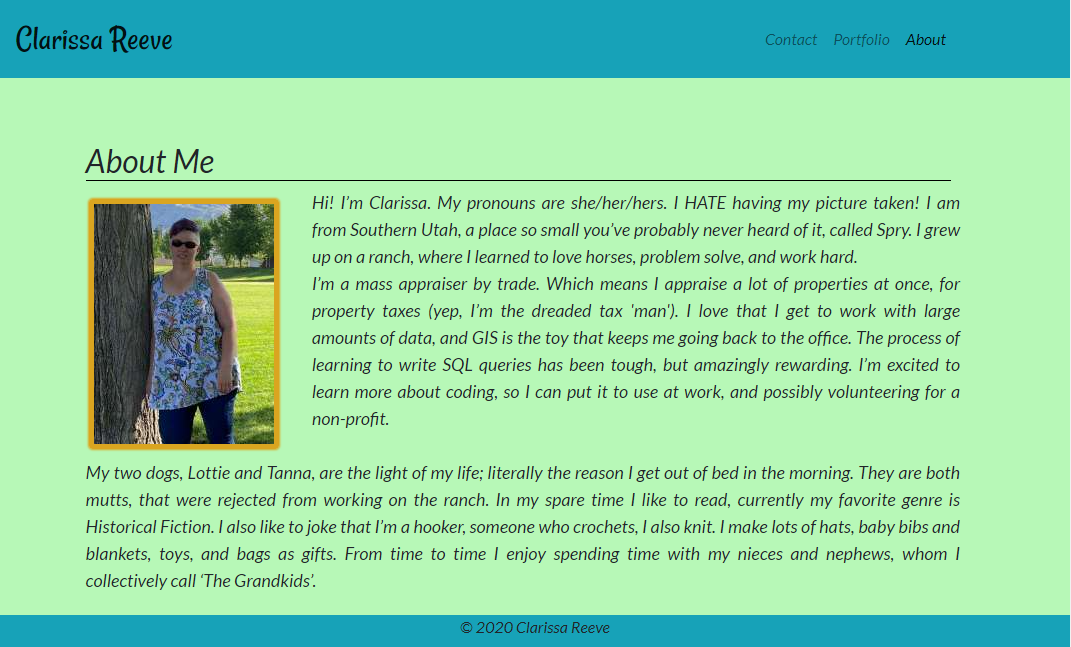 Clarissa Reeve
Contact Portfolio About
About Me
Hi! I’m Clarissa. My pronouns are she/her/hers. I HATE having my picture taken! I am
from Southern Utah, a place so small you’ve probably never heard of it, called Spry. I grew
up on a ranch, where I learned to love horses, problem solve, and work hard.
I’m a mass appraiser by trade. Which means I appraise a lot of properties at once, for
property taxes (yep, I’m the dreaded tax 'man'). I love that I get to work with large
amounts of data, and GIS is the toy that keeps me going back to the office. The process of
learning to write SQL queries has been tough, but amazingly rewarding. I’m excited to
learn more about coding, so I can put it to use at work, and possibly volunteering for a
non-profit.
My two dogs, Lottie and Tanna, are the light of my life; literally the reason I get out of bed in the morning. They are both
mutts, that were rejected from working on the ranch. In my spare time I like to read, currently my favorite genre is
Historical Fiction. I also like to joke that I’m a hooker, someone who crochets, I also knit. I make lots of hats, baby bibs and
blankets, toys, and bags as gifts. From time to time I enjoy spending time with my nieces and nephews, whom I
collectively call ‘The Grandkids’.
© 2020 Clarissa Reeve